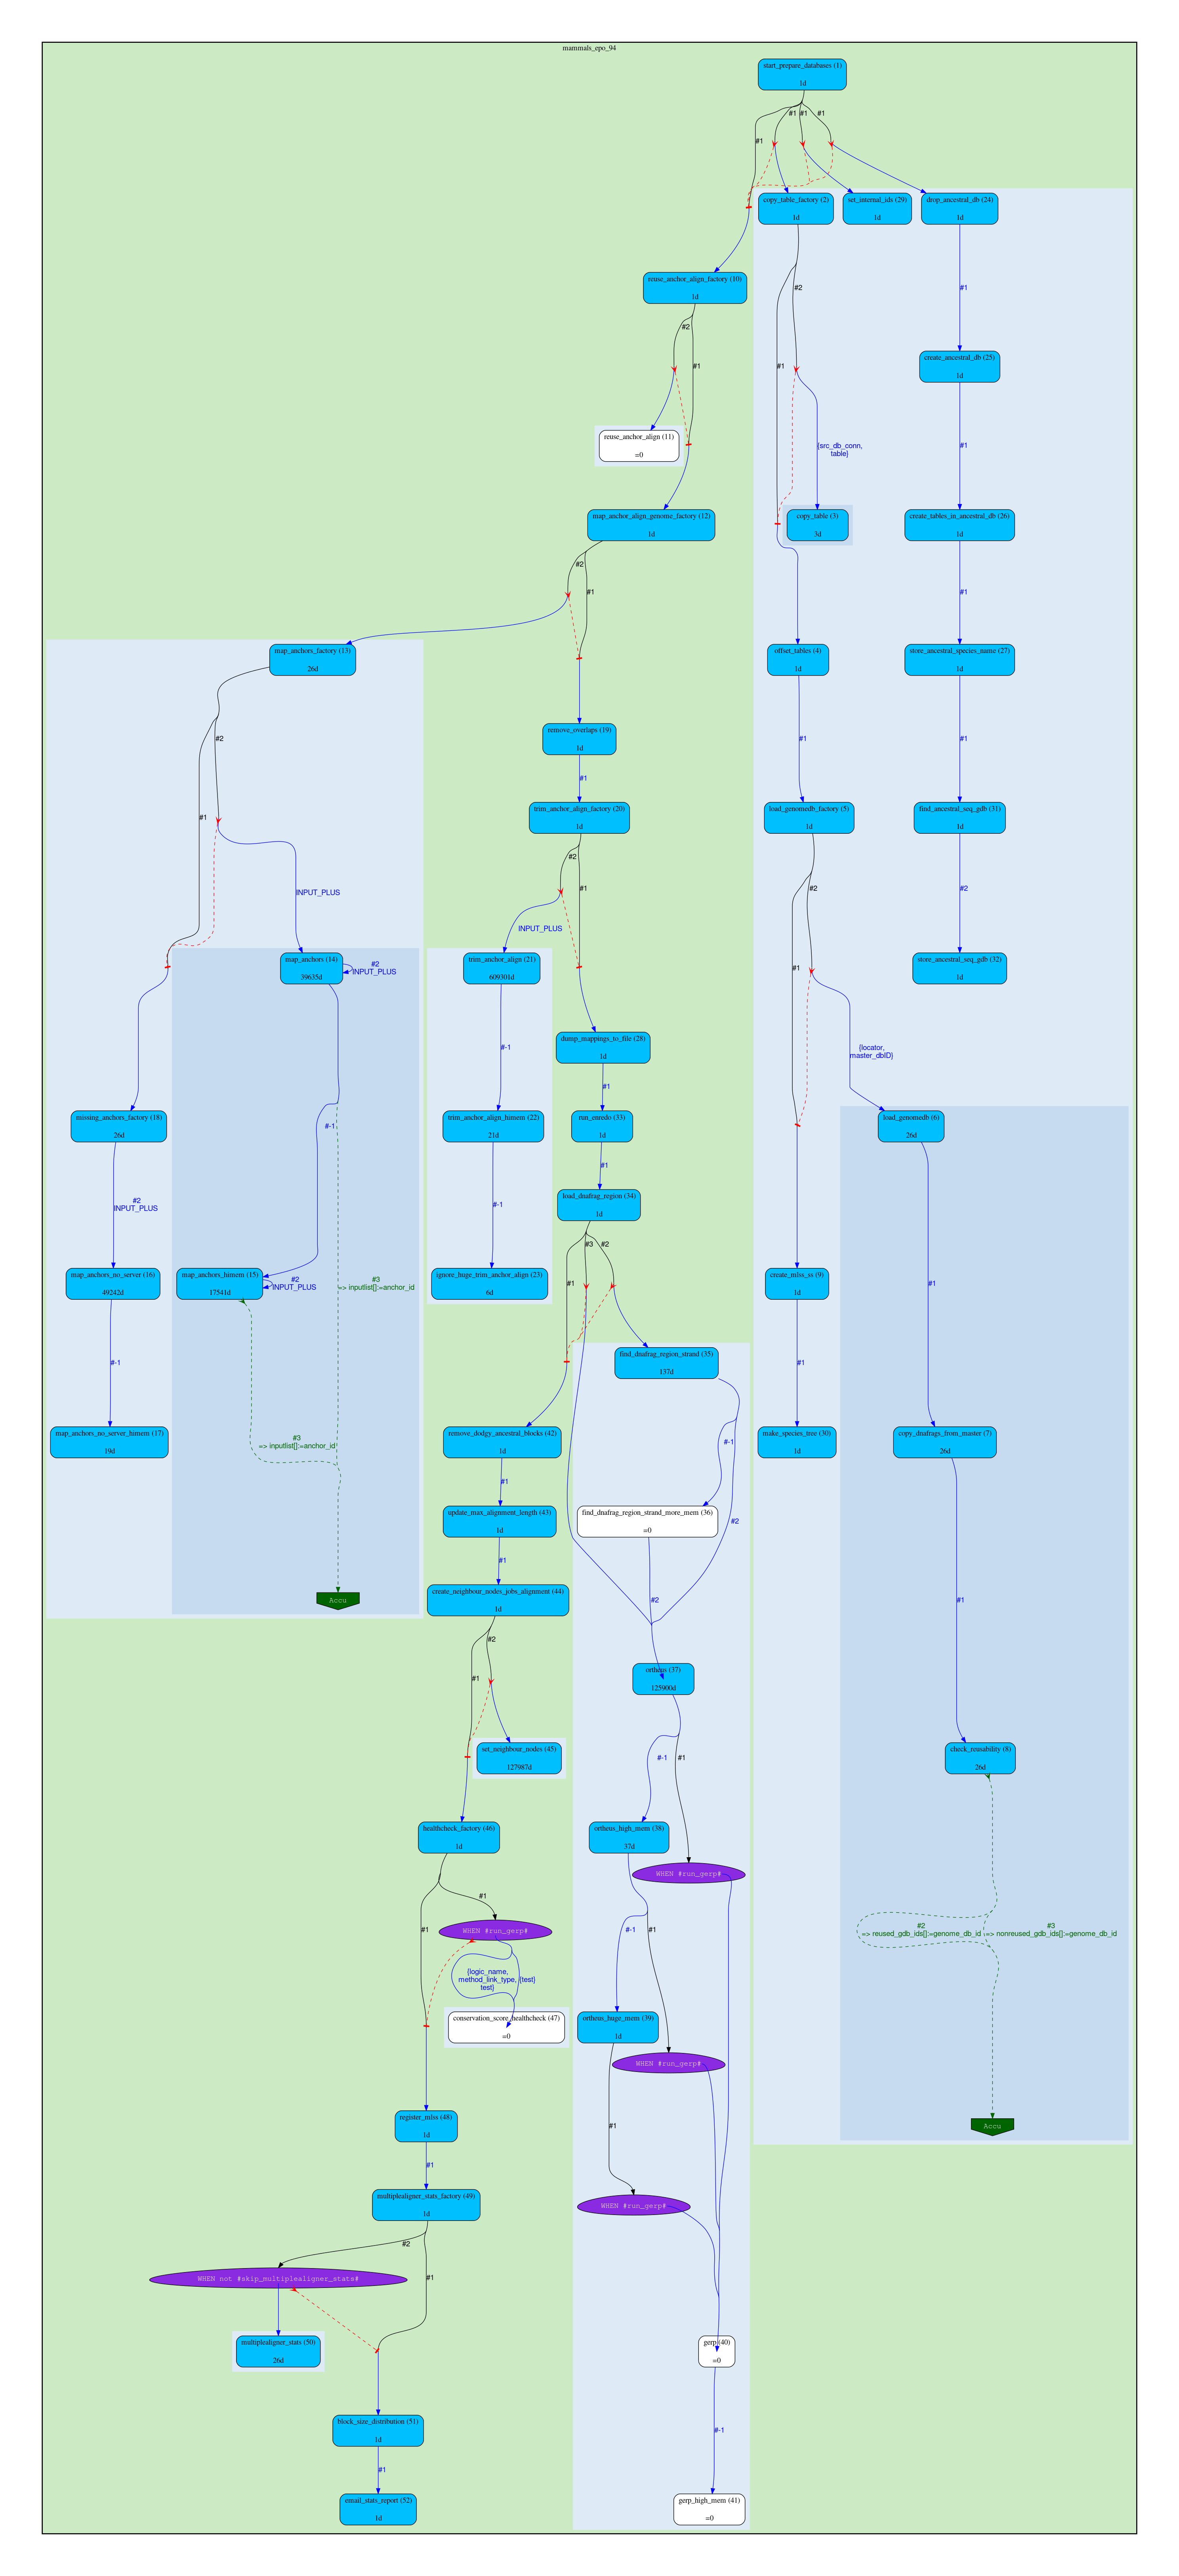 mammals_epo_94
start_prepare_databases (1)
1d
#1
#1
#1
#1
copy_table_factory (2)
1d
set_internal_ids (29)
1d
drop_ancestral_db (24)
1d
reuse_anchor_align_factory (10)
1d
#2
#1
#2
#1
#1
create_ancestral_db (25)
1d
reuse_anchor_align (11)
=0
{src_db_conn,
table}
#1
map_anchor_align_genome_factory (12)
1d
copy_table (3)
3d
create_tables_in_ancestral_db (26)
1d
#2
#1
#1
map_anchors_factory (13)
26d
offset_tables (4)
1d
store_ancestral_species_name (27)
1d
#2
#1
remove_overlaps (19)
1d
#1
#1
#1
trim_anchor_align_factory (20)
1d
load_genomedb_factory (5)
1d
find_ancestral_seq_gdb (31)
1d
#2
#1
INPUT_PLUS
INPUT_PLUS
#2
#1
#2
map_anchors (14)
39635d
#2
INPUT_PLUS
trim_anchor_align (21)
609301d
store_ancestral_seq_gdb (32)
1d
#-1
dump_mappings_to_file (28)
1d
{locator,
master_dbID}
#1
missing_anchors_factory (18)
26d
#-1
trim_anchor_align_himem (22)
21d
run_enredo (33)
1d
load_genomedb (6)
26d
#2
INPUT_PLUS
#-1
#1
load_dnafrag_region (34)
1d
#1
#3
#2
map_anchors_no_server (16)
49242d
map_anchors_himem (15)
17541d
#2
INPUT_PLUS
#3
=> inputlist[]:=anchor_id
ignore_huge_trim_anchor_align (23)
6d
create_mlss_ss (9)
1d
#1
#-1
find_dnafrag_region_strand (35)
137d
#1
map_anchors_no_server_himem (17)
19d
#3
=> inputlist[]:=anchor_id
remove_dodgy_ancestral_blocks (42)
1d
#-1
make_species_tree (30)
1d
copy_dnafrags_from_master (7)
26d
#1
update_max_alignment_length (43)
1d
find_dnafrag_region_strand_more_mem (36)
=0
#2
#1
Accu
create_neighbour_nodes_jobs_alignment (44)
1d
#2
#1
#2
#1
ortheus (37)
125900d
set_neighbour_nodes (45)
127987d
#-1
#1
check_reusability (8)
26d
healthcheck_factory (46)
1d
ortheus_high_mem (38)
37d
WHEN #run_gerp#
#1
#1
WHEN #run_gerp#
#-1
#1
#2
=> reused_gdb_ids[]:=genome_db_id
#3
=> nonreused_gdb_ids[]:=genome_db_id
{logic_name,
method_link_type,
test}
{test}
conservation_score_healthcheck (47)
=0
ortheus_huge_mem (39)
1d
WHEN #run_gerp#
register_mlss (48)
1d
#1
Accu
#1
multiplealigner_stats_factory (49)
1d
WHEN #run_gerp#
#2
#1
WHEN not #skip_multiplealigner_stats#
multiplealigner_stats (50)
26d
gerp (40)
=0
block_size_distribution (51)
1d
#-1
#1
email_stats_report (52)
1d
gerp_high_mem (41)
=0